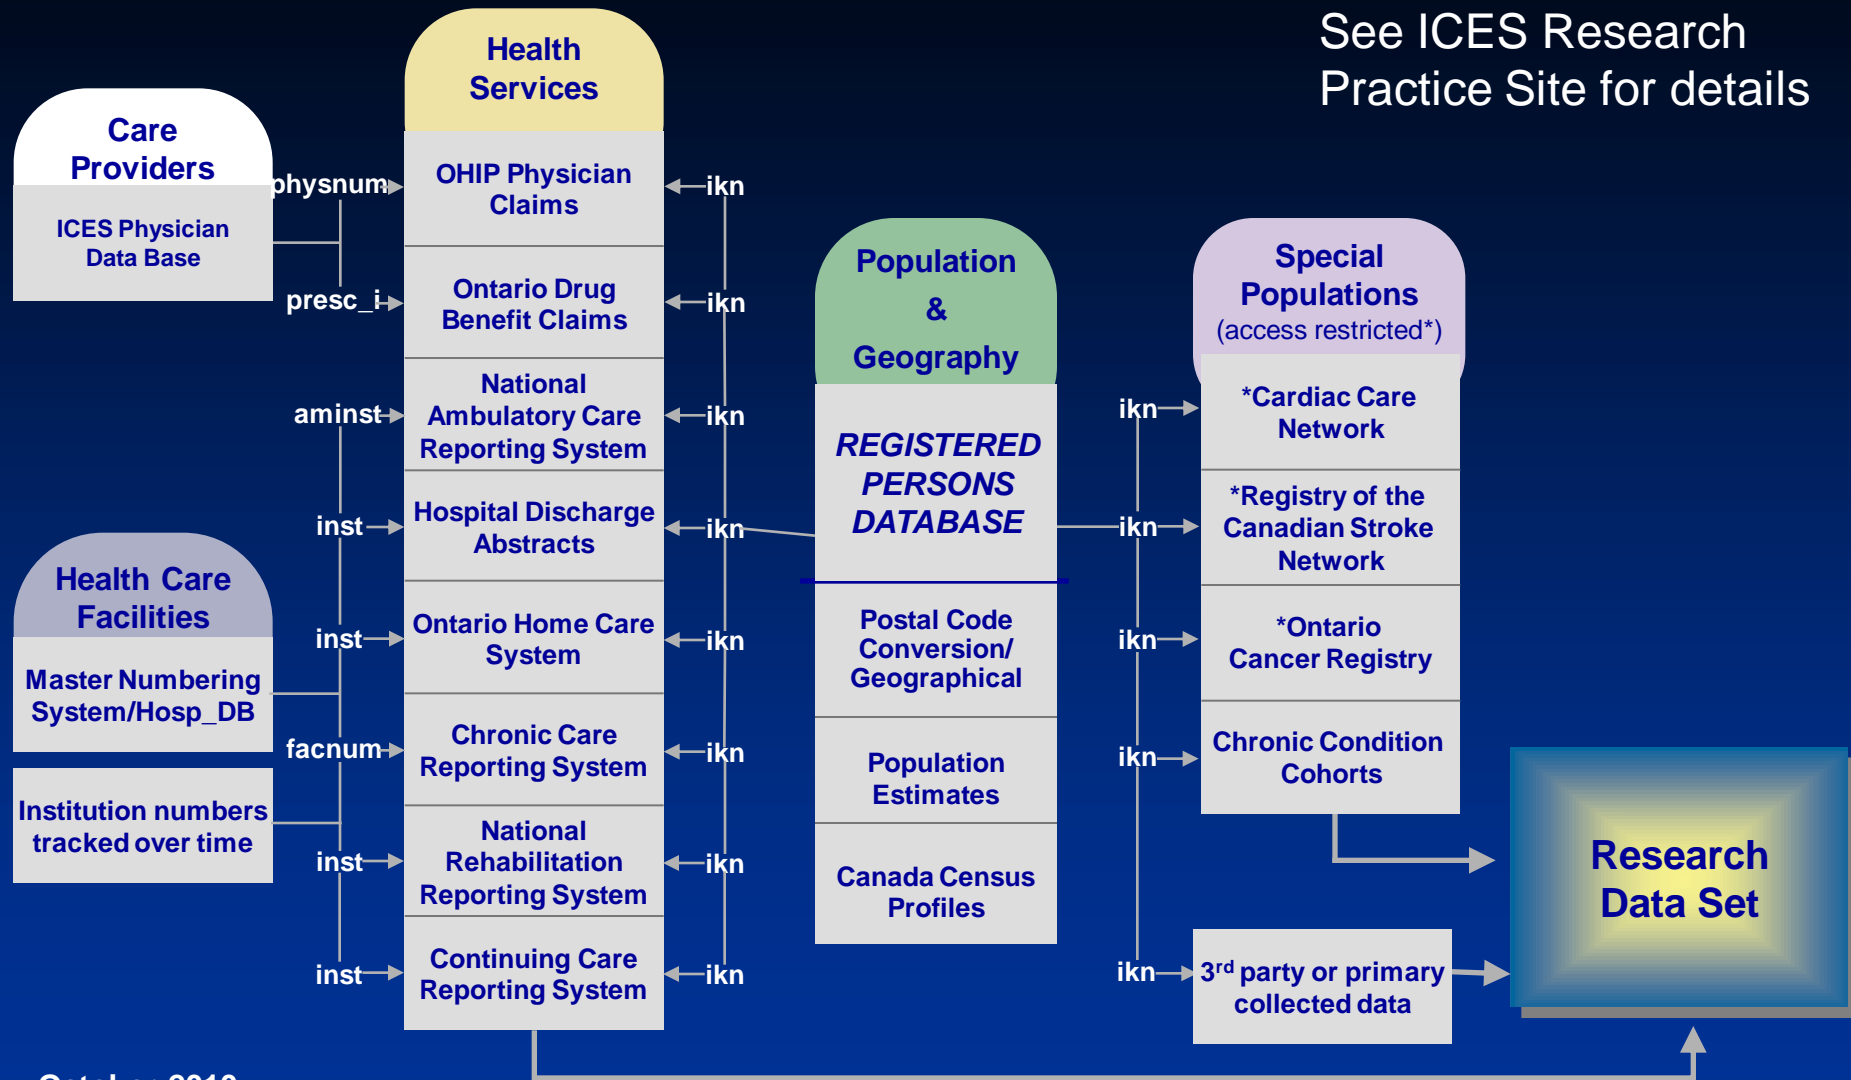 See ICES Research
Practice Site for details
Care
Providers
ICES Physician
Data Base
physnum
presc_i
Health Care
Facilities
Master Numbering
System/Hosp_DB
Institution numbers
tracked over time
aminst
inst
inst
facnum
inst
inst
Health
Services
OHIP Physician
Claims
Ontario Drug
Benefit Claims
National
Ambulatory Care
Reporting System
Hospital Discharge
Abstracts
Ontario Home Care
System
Chronic Care
Reporting System
National
Rehabilitation
Reporting System
Continuing Care
Reporting System
ikn
ikn
ikn
ikn
ikn
ikn
ikn
ikn
Population
&
Geography
REGISTERED
PERSONS
DATABASE
Postal Code
Conversion/
Geographical
Population
Estimates
Canada Census
Profiles
ikn
ikn
ikn
ikn
ikn
Special
Populations
(access restricted*)
*Cardiac Care
Network
*Registry of the
Canadian Stroke
Network
*Ontario
Cancer Registry
Chronic Condition
Cohorts
3rd party or primary
collected data
Research
Data Set